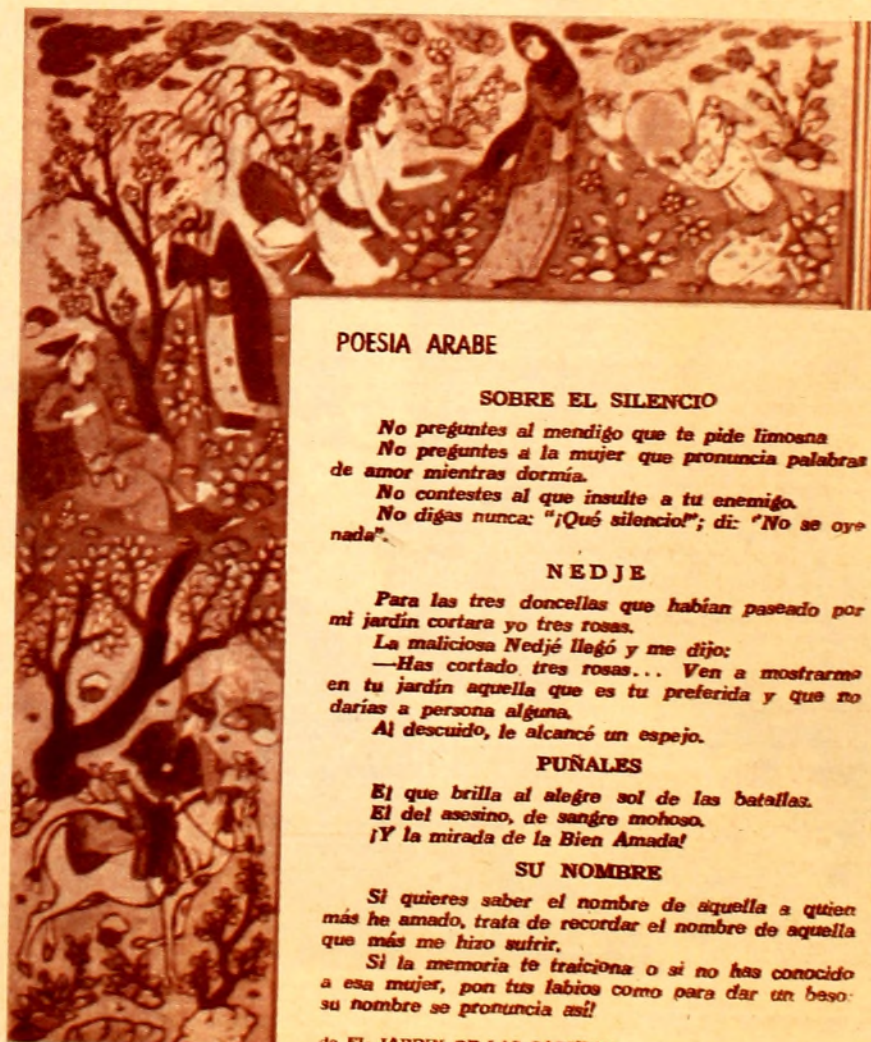 POESIA ARABE
SOBRE EL SILENCIO
No preguntes al mendigo que te pide limosna
No preguntes a la mujer que pronuncia palabras
de amor mientras dormía.
No contestes al que insulte a tu enemigo.
No digas nunca: "¡Qué silencio!"; di: "No se oye
nada".
NEDJE
Para las tres doncellas que habían paseado por
mi jardín cortara yo tres rosas.
La maliciosa Nedjé llegó y me dijo:
—Has cortado tres rosas... Ven a mostrarme
en tu jardín aquella que es tu preferida y que no
darías a persona alguna.
Al descuido, le alcancé un espejo.
PUÑALES
El que brilla al alegre sol de las batallas.
El del asesino, de sangre mohoso.
¡Y la mirada de la Bien Amada!
SU NOMBRE
Si quieres saber el nombre de aquella a quien
más he amado, trata de recordar el nombre de aquella
que más me hizo sufrir.
Si la memoria te traiciona o si no has conocido
a esa mujer, pon tus labios como para dar un beso:
su nombre se pronuncia así!
de EL JARDIN DE LAS